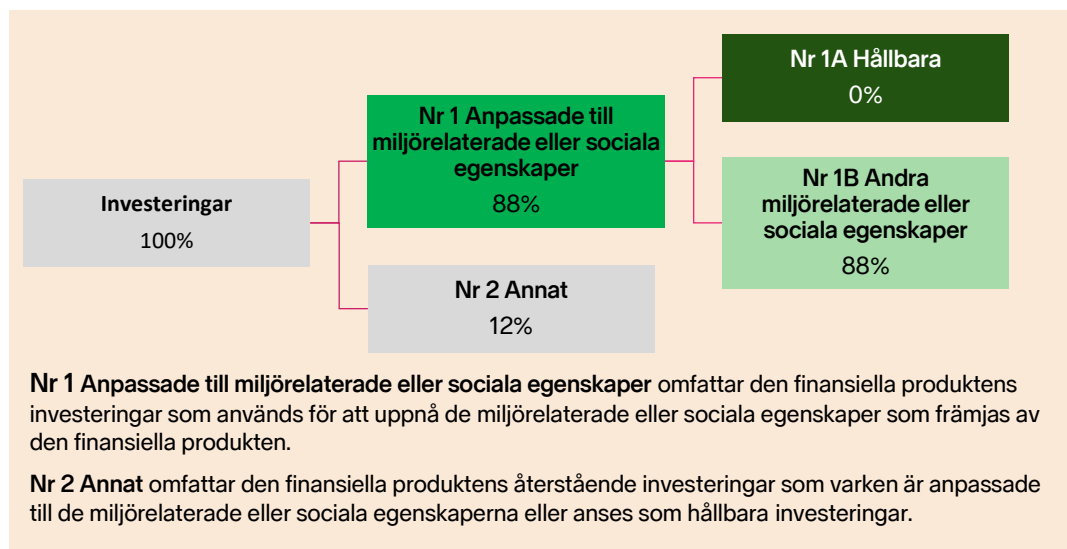 Investeringar
100%
Nr 1 Anpassade till
miljörelaterade eller sociala
egenskaper
88%
Nr 2 Annat
12%
Nr 1A Hållbara
0%
Nr 1B Andra
miljörelaterade eller
sociala egenskaper
88%
Nr 1 Anpassade till miljörelaterade eller sociala egenskaper omfattar den finansiella produktens
investeringar som används för att uppnå de miljörelaterade eller sociala egenskaper som främjas av
den finansiella produkten.
Nr 2 Annat omfattar den finansiella produktens återstående investeringar som varken är anpassade
till de miljörelaterade eller sociala egenskaperna eller anses som hållbara investeringar.